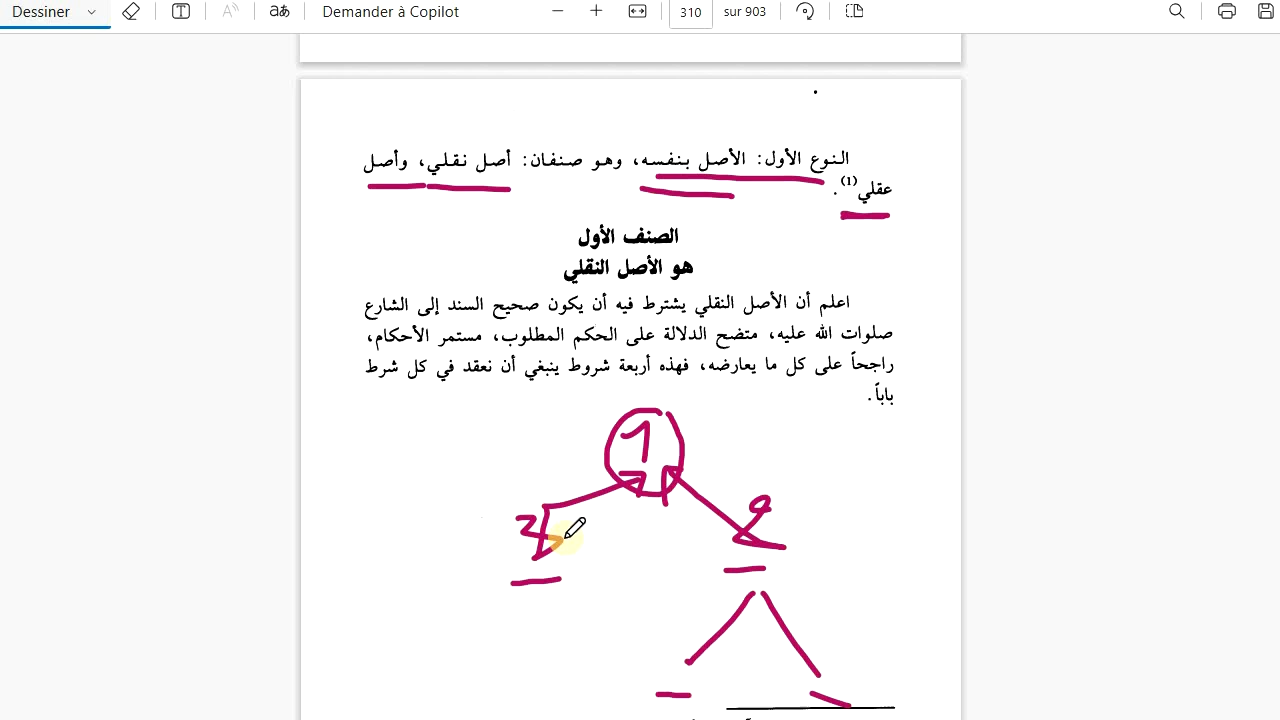 Dessiner aあ Demander à Copilot 310 sur 903
النوع الأول: الأصل بنفسه، وهو صنفان: أصل نقلي، وأصل
عقلي(1).
الصنف الأول
هو الأصل النقلي
اعلم أن الأصل النقلي يشترط فيه أن يكون صحيح السند إلى الشارع
صلوات الله عليه، متضح الدلالة على الحكم المطلوب، مستمر الأحكام،
راجحاً على كل ما يعارضه، فهذه أربعة شروط ينبغي أن نعقد في كل شرط
باباً.
1